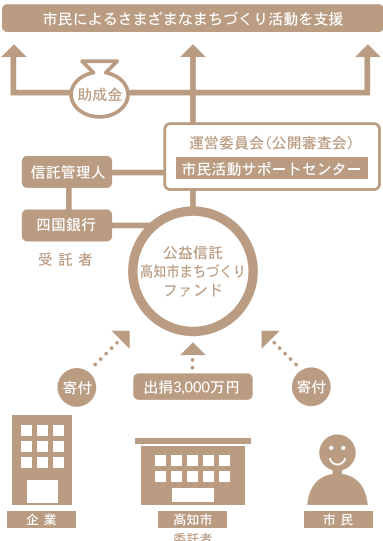 市民によるさまざまなまちづくり活動を支援
助成金
運営委員会(公開審査会)
市民活動サポートセンター
信託管理人
四国銀行
受託者
公益信託
高知市まちづくり
ファンド
寄付
出捐3,000万円
寄付
企業
高知市
委託者
市民